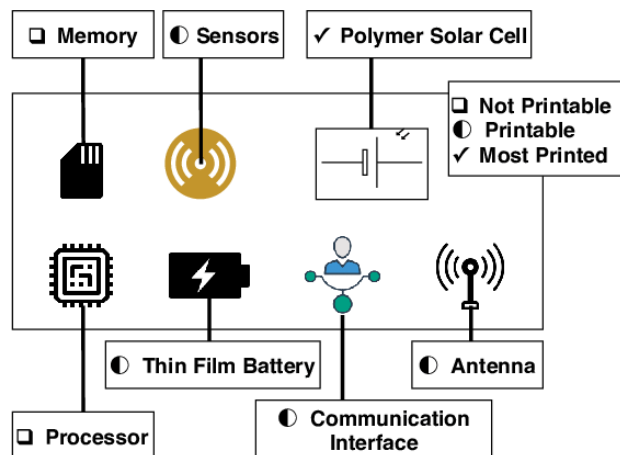 ❑ Memory
◐ Sensors
✓ Polymer Solar Cell
❑ Not Printable
◐ Printable
✓ Most Printed
◐ Thin Film Battery
◐ Antenna
❑ Processor
◐ Communication
Interface